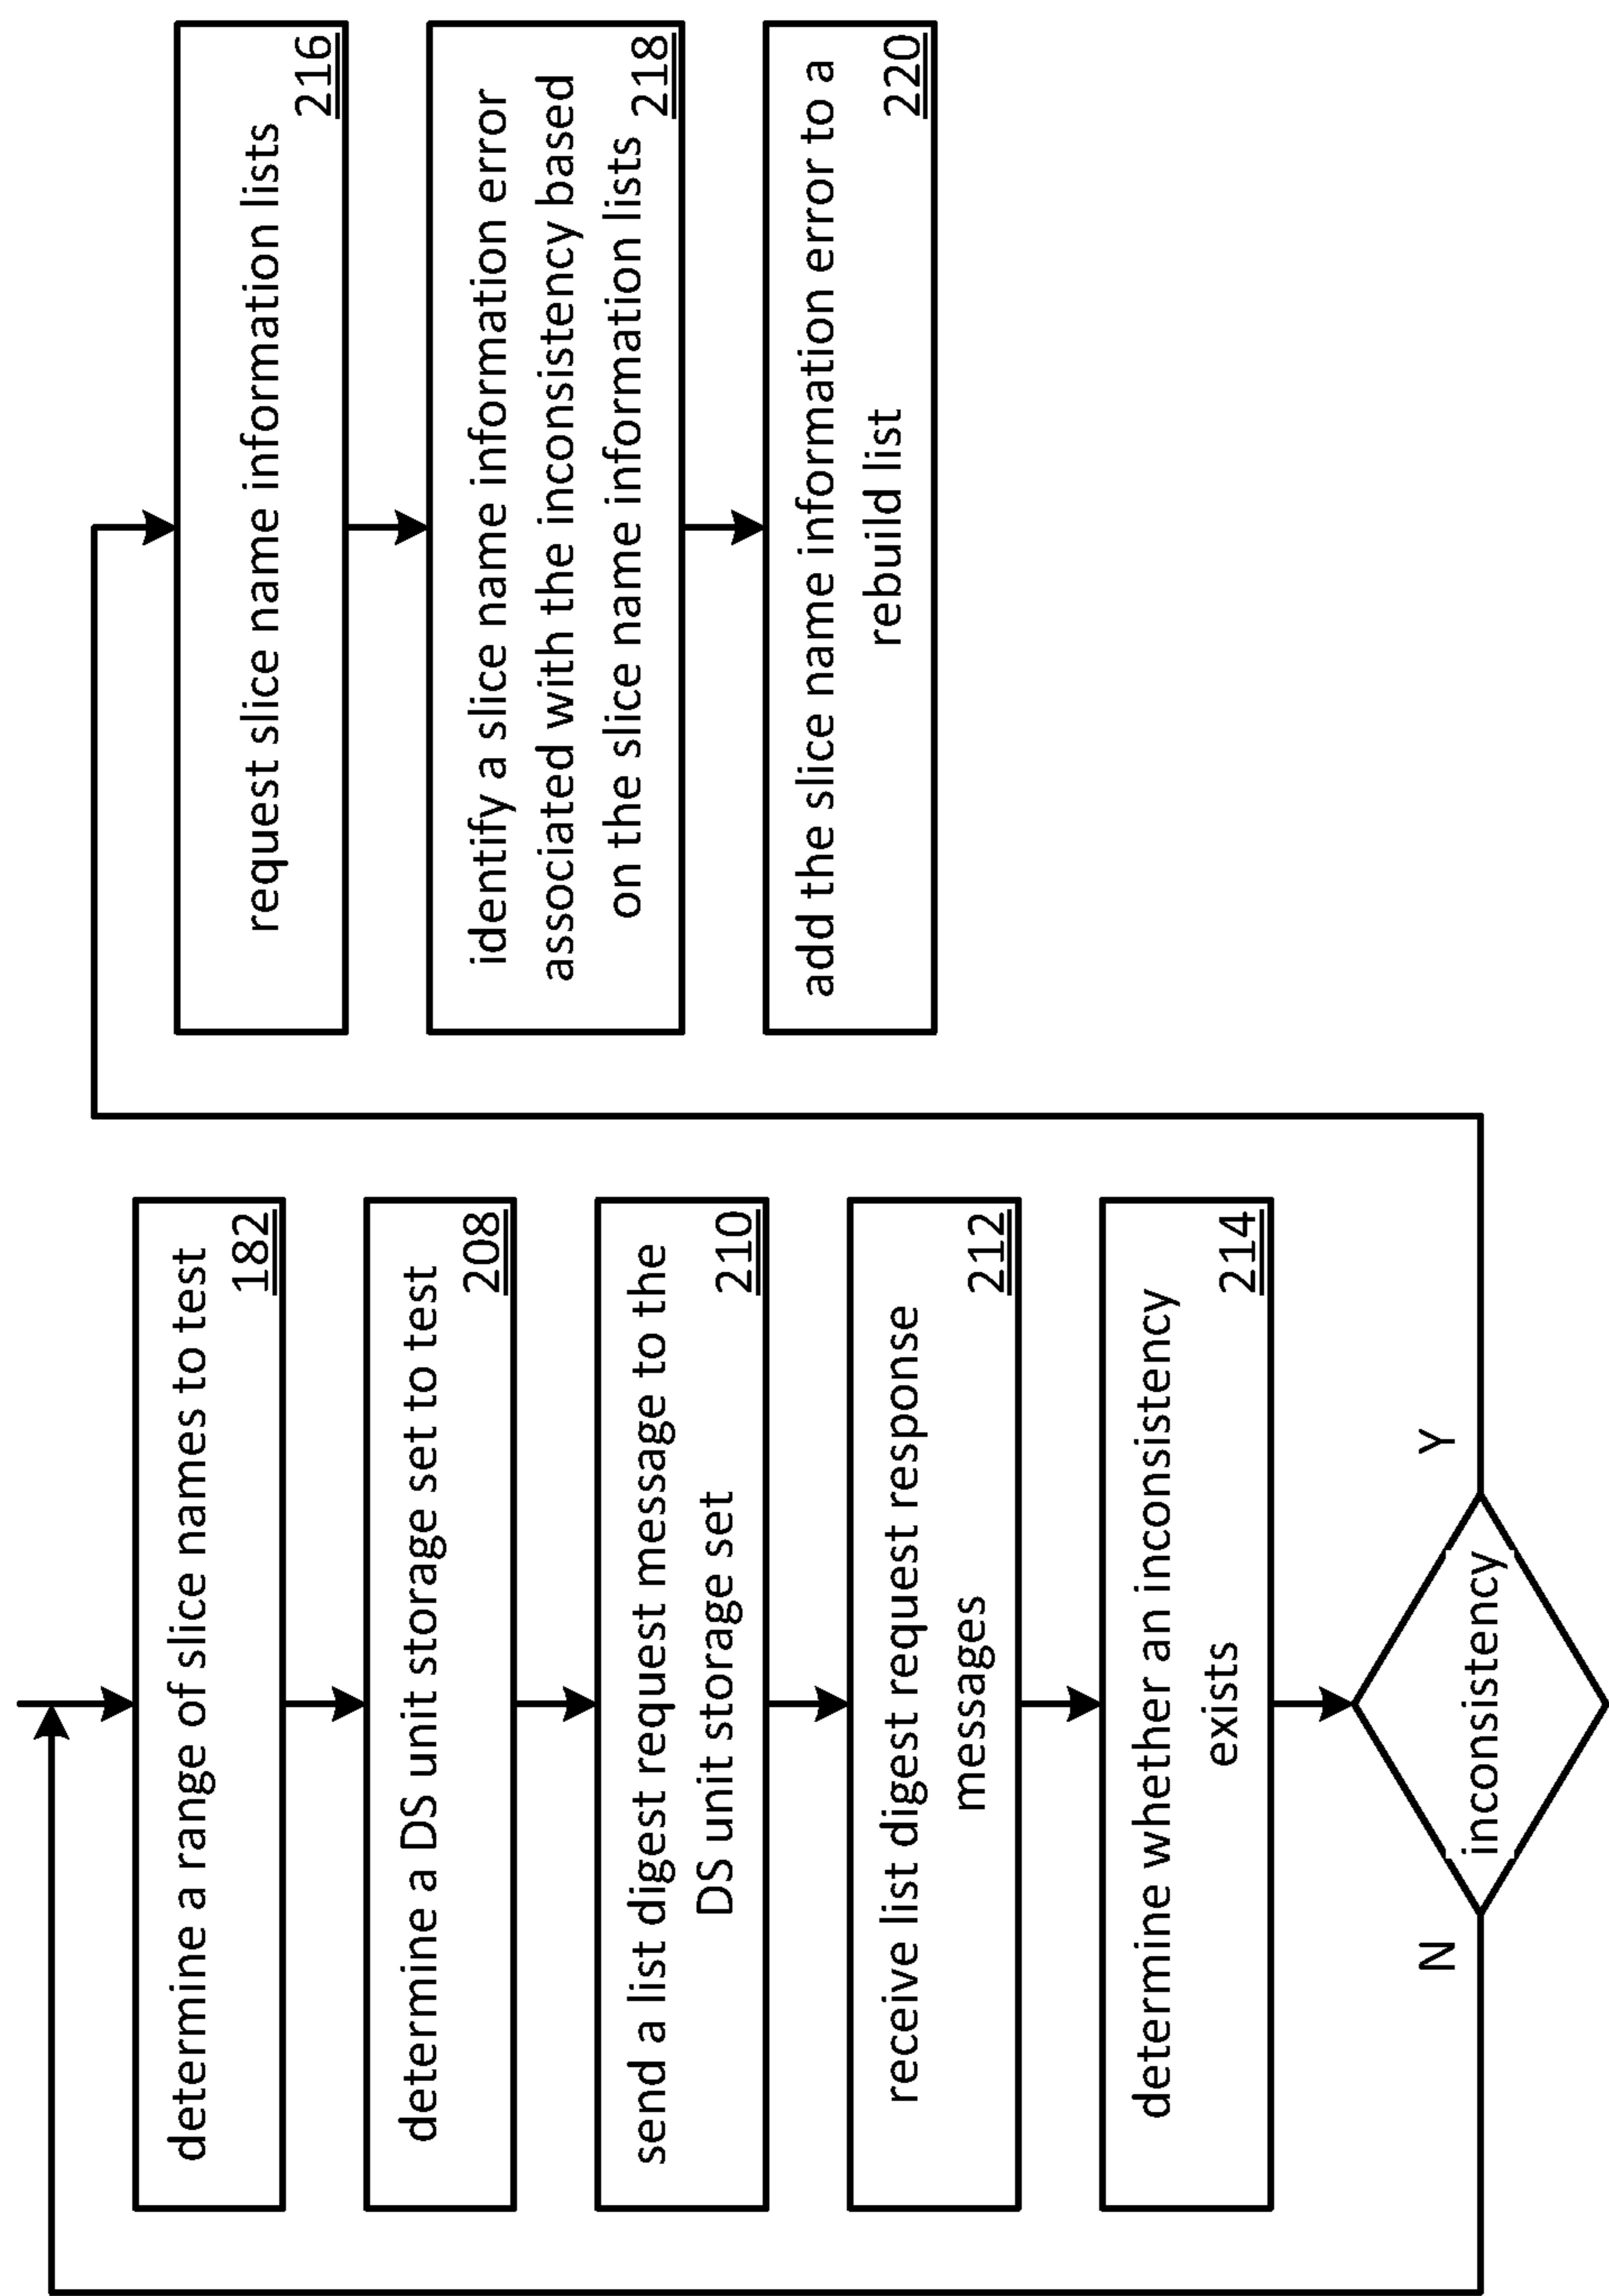 determine a range of slice names to test
182
determine a DS unit storage set to test
208
send a list digest request message to the
DS unit storage set
210
receive list digest request response
messages
212
determine whether an inconsistency
exists
214
inconsistency
N
Y
request slice name information lists
216
identify a slice name information error
associated with the inconsistency based
on the slice name information lists
218
add the slice name information error to a
rebuild list
220